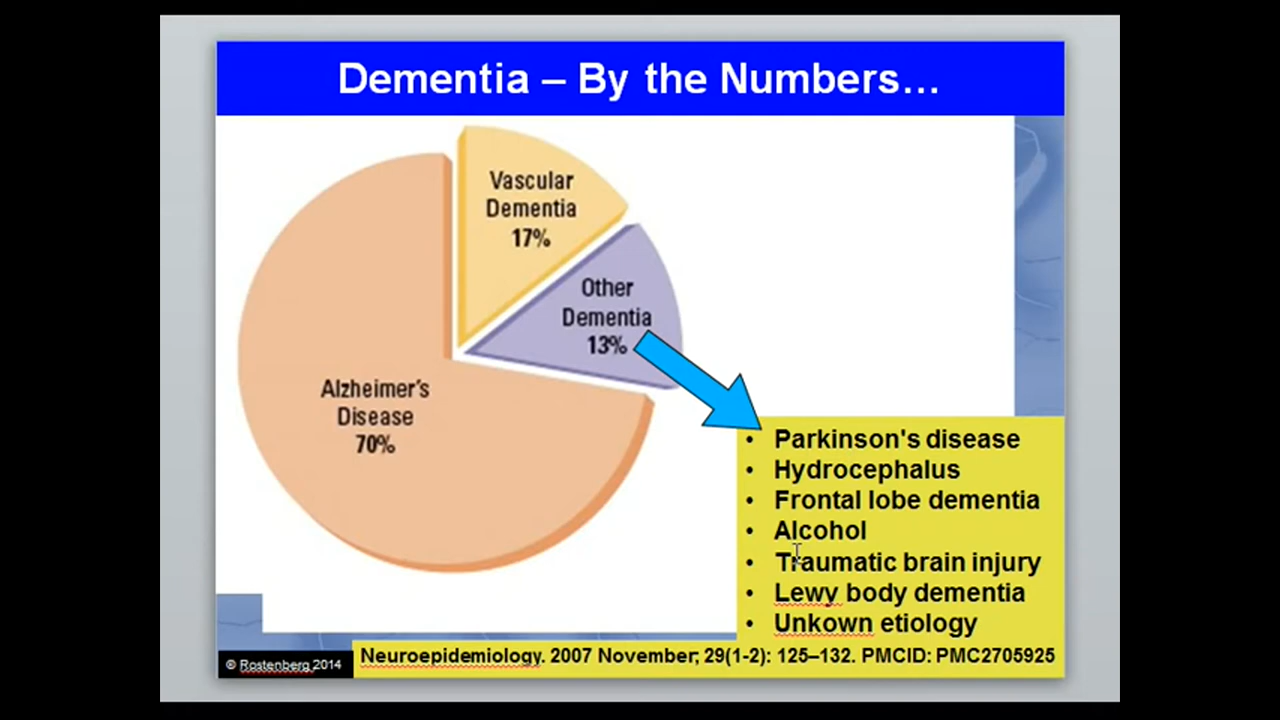 Dementia – By the Numbers…
Vascular
Dementia
17%
Other
Dementia
13%
Alzheimer's
Disease
70%
• Parkinson's disease
• Hydrocephalus
• Frontal lobe dementia
• Alcohol
• Traumatic brain injury
• Lewy body dementia
• Unkown etiology
© Rostenberg 2014
Neuroepidemiology. 2007 November; 29(1-2): 125–132. PMCID: PMC2705925